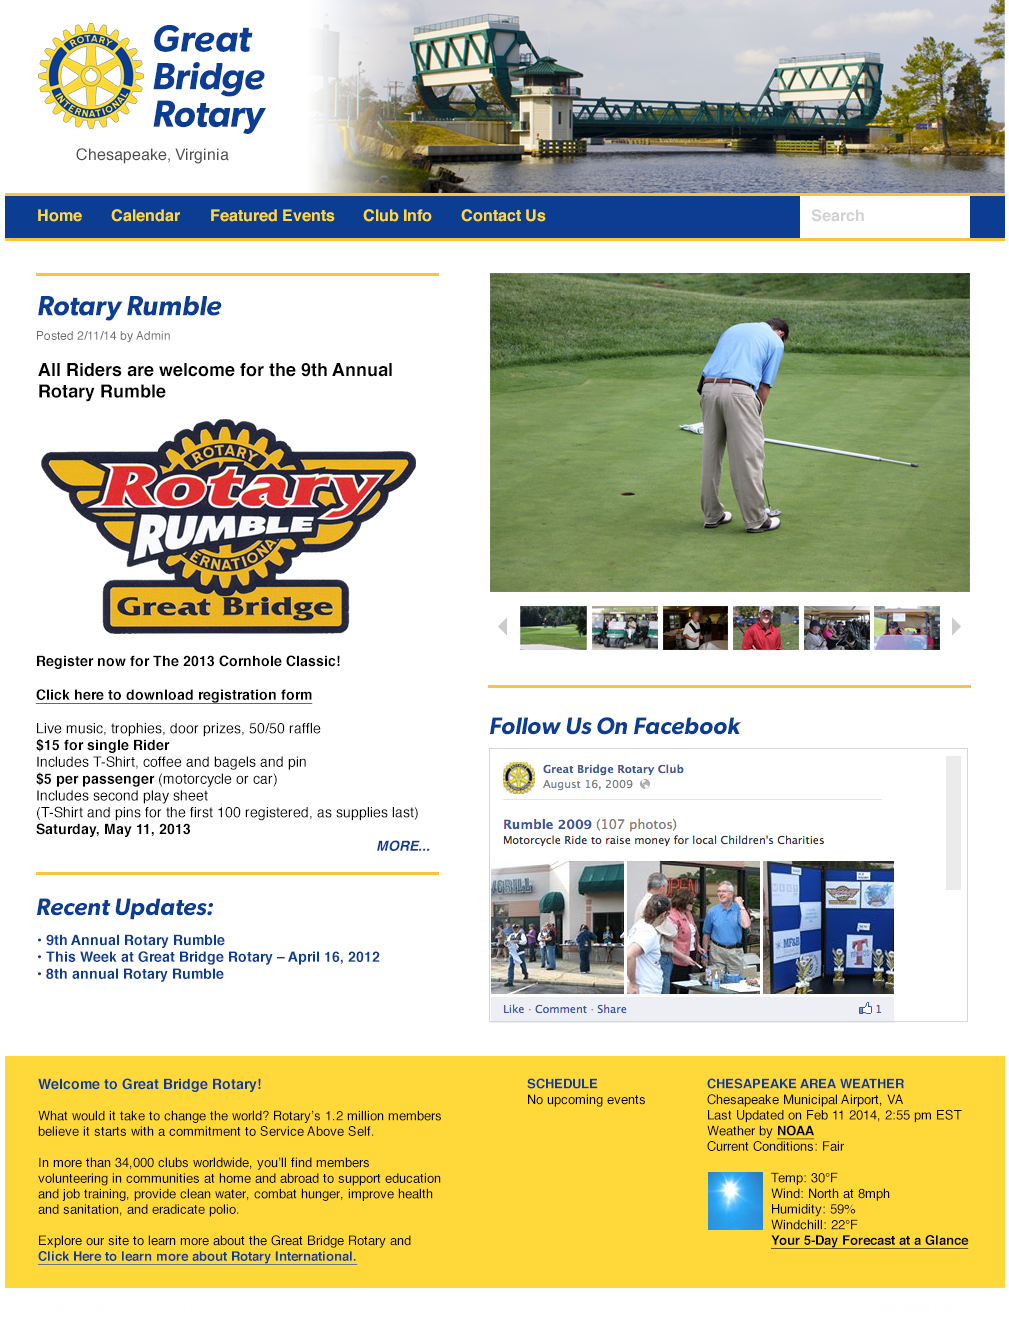 ROTARY
INTERNATIONAL
Great
Bridge
Rotary
Chesapeake, Virginia
Home Calendar Featured Events Club Info Contact Us Search
Rotary Rumble
Posted 2/11/14 by Admin
All Riders are welcome for the 9th Annual
Rotary Rumble
ROTARY
Rotary
RUMBLE
ERNATIONA
Great Bridge
Register now for The 2013 Cornhole Classic!
Click here to download registration form
Live music, trophies, door prizes, 50/50 raffle
$15 for single Rider
Includes T-Shirt, coffee and bagels and pin
$5 per passenger (motorcycle or car)
Includes second play sheet
(T-Shirt and pins for the first 100 registered, as supplies last)
Saturday, May 11, 2013
MORE...
Recent Updates:
• 9th Annual Rotary Rumble
• This Week at Great Bridge Rotary – April 16, 2012
• 8th annual Rotary Rumble
Follow Us On Facebook
Great Bridge Rotary Club
August 16, 2009
Rumble 2009 (107 photos)
Motorcycle Ride to raise money for local Children's Charities
GRILL
OPEN
Like · Comment · Share 1
Welcome to Great Bridge Rotary!
What would it take to change the world? Rotary's 1.2 million members
believe it starts with a commitment to Service Above Self.
In more than 34,000 clubs worldwide, you'll find members
volunteering in communities at home and abroad to support education
and job training, provide clean water, combat hunger, improve health
and sanitation, and eradicate polio.
Explore our site to learn more about the Great Bridge Rotary and
Click Here to learn more about Rotary International.
SCHEDULE
No upcoming events
CHESAPEAKE AREA WEATHER
Chesapeake Municipal Airport, VA
Last Updated on Feb 11 2014, 2:55 pm EST
Weather by NOAA
Current Conditions: Fair
Temp: 30°F
Wind: North at 8mph
Humidity: 59%
Windchill: 22°F
Your 5-Day Forecast at a Glance